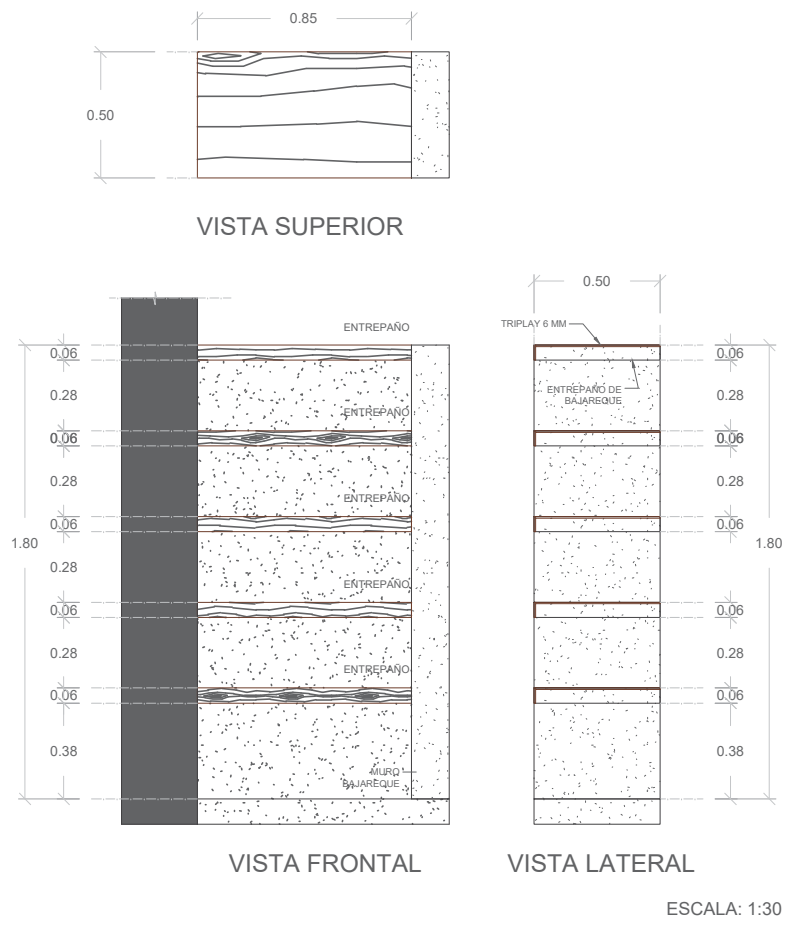 0.85
0.50
VISTA SUPERIOR
0.50
ENTREPAÑO
TRIPLAY 6 MM
0.06
0.06
0.28
ENTREPAÑO DE
BAJAREQUE
0.28
ENTREPAÑO
0.06
0.06
0.28
0.28
ENTREPAÑO
0.06
0.06
1.80
0.28
0.28
1.80
ENTREPAÑO
0.06
0.06
0.28
0.28
ENTREPAÑO
0.06
0.06
0.38
0.38
MURO
BAJAREQUE
VISTA FRONTAL
VISTA LATERAL
ESCALA: 1:30